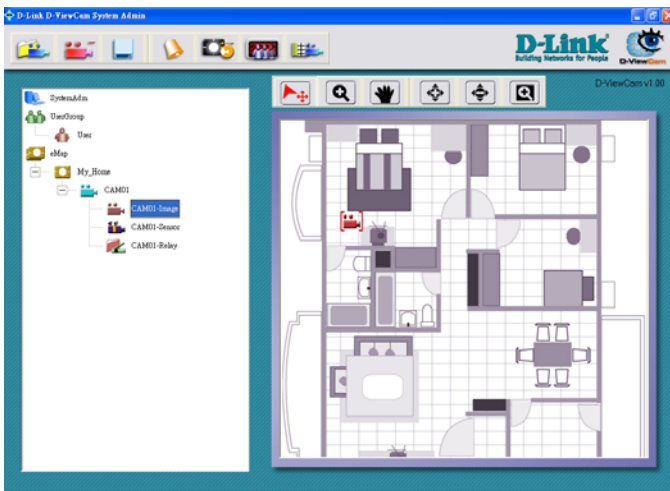 D-Link D-ViewCam System Admin
D-Link
Building Networks for People
D-ViewCam
D-ViewCam v1.00
SystemAdm
UserGroup
User
eMap
My_Home
CAM01
CAM01-Image
CAM01-Sensor
CAM01-Relay